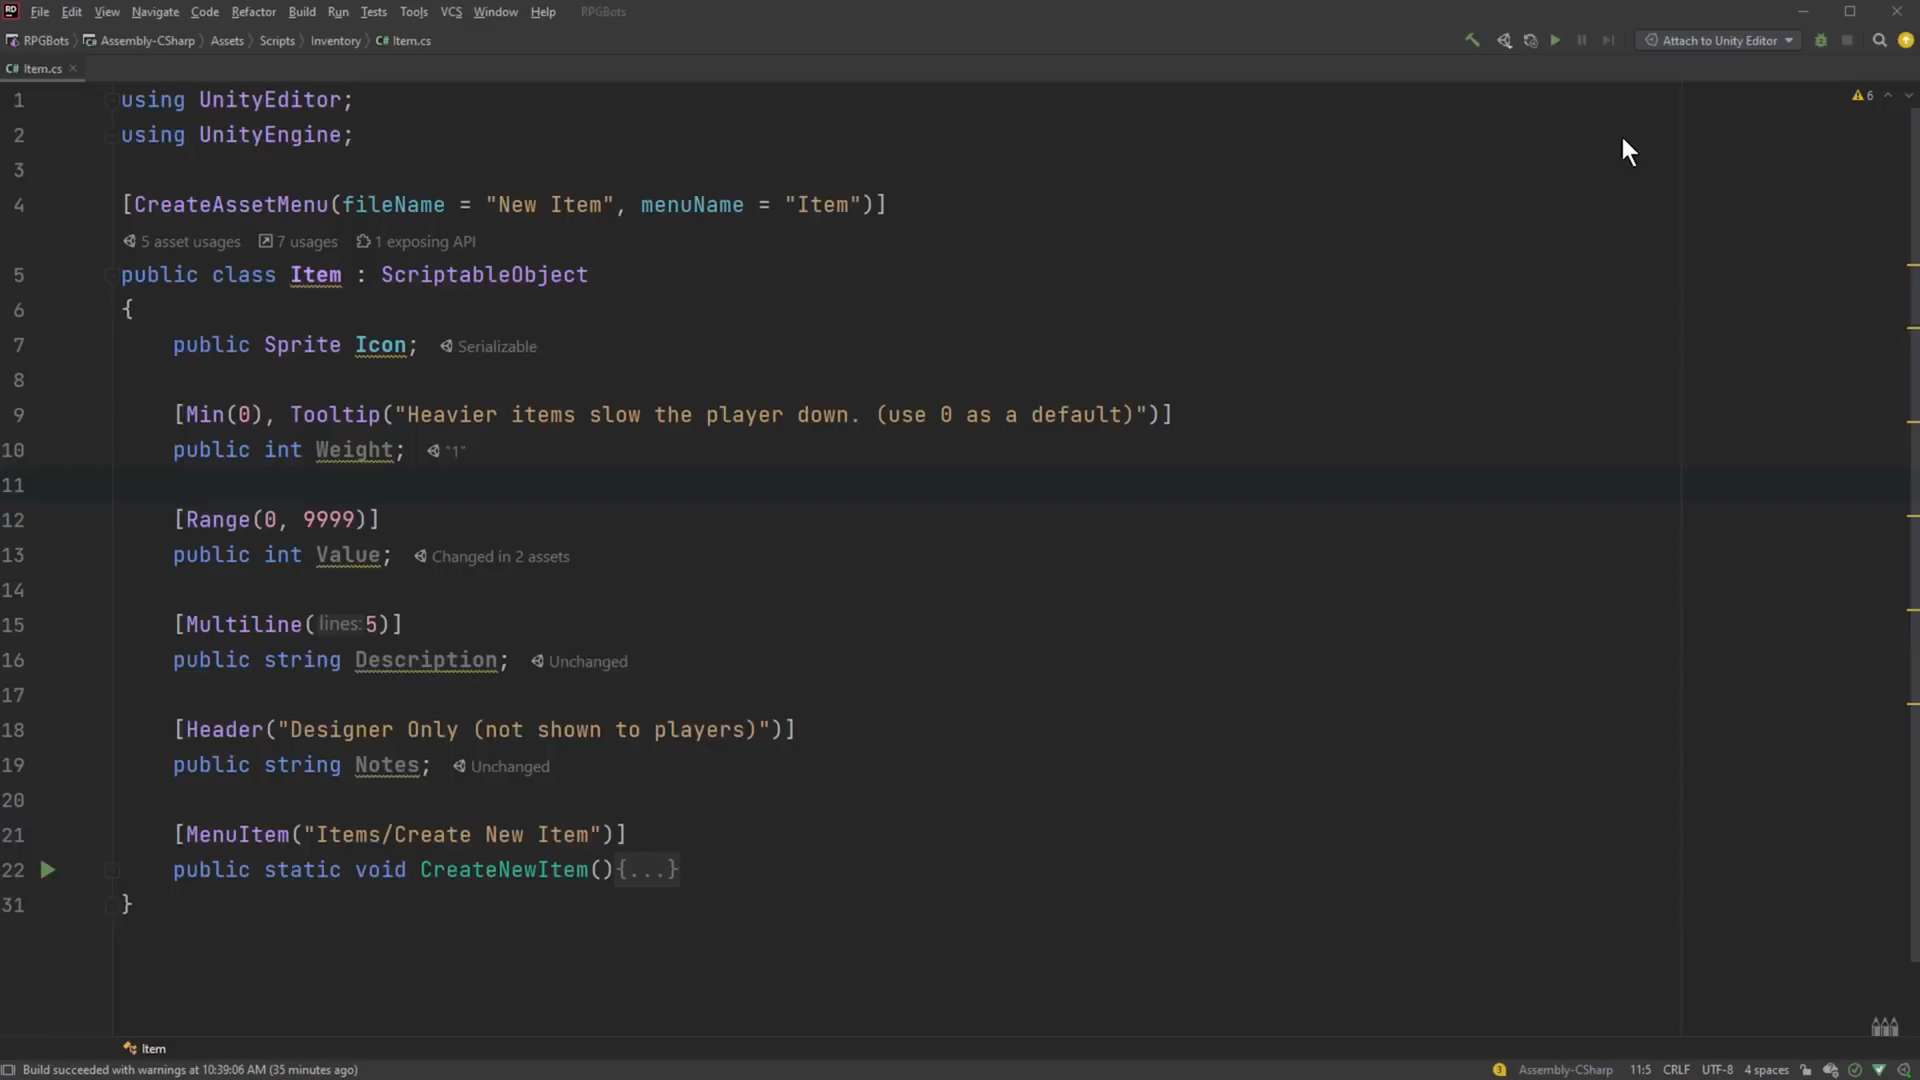 RD File Edit View Navigate Code Refactor Build Run Tests Tools VCS Window Help RPGBots
RPGBots Assembly-CSharp Assets Scripts Inventory C# Item.cs Attach to Unity Editor
C# Item.cs
1 using UnityEditor; 6
2 using UnityEngine;
3
4 [CreateAssetMenu(fileName = "New Item", menuName = "Item")]
5 asset usages 7 usages 1 exposing API
5 public class Item : ScriptableObject
6 {
7 public Sprite Icon; Serializable
8
9 [Min(0), Tooltip("Heavier items slow the player down. (use 0 as a default)")]
10 public int Weight; "1"
11
12 [Range(0, 9999)]
13 public int Value; Changed in 2 assets
14
15 [Multiline(lines: 5)]
16 public string Description; Unchanged
17
18 [Header("Designer Only (not shown to players)")]
19 public string Notes; Unchanged
20
21 [MenuItem("Items/Create New Item")]
22 public static void CreateNewItem(){...}
31 }
Item
Build succeeded with warnings at 10:39:06 AM (35 minutes ago) 3 Assembly-CSharp 11:5 CRLF UTF-8 4 spaces